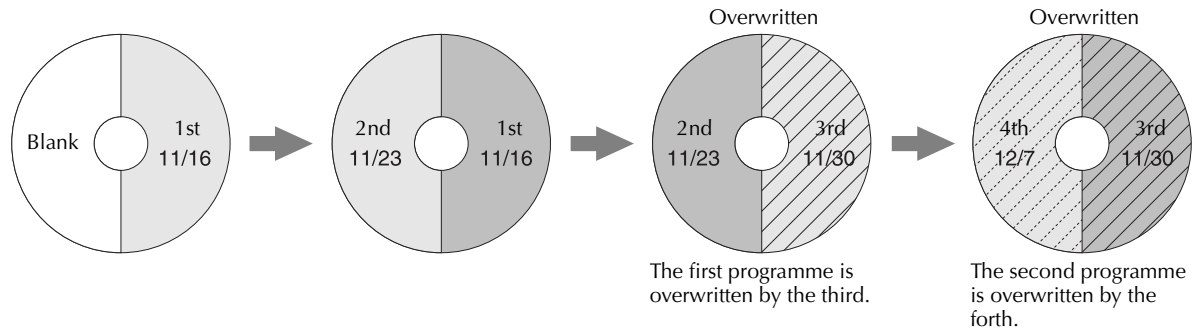 Overwritten
Overwritten
Blank
1st
11/16
2nd
11/23
1st
11/16
2nd
11/23
3rd
11/30
4th
12/7
3rd
11/30
The first programme is
overwritten by the third.
The second programme
is overwritten by the
forth.